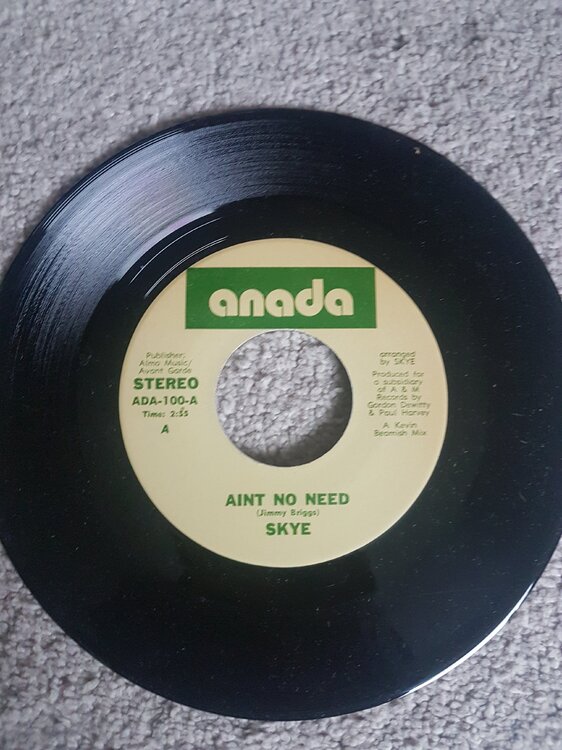 anada
Publisher:
Almo Music/
Avant Garde
STEREO
ADA-100-A
Time: 2:55
A
arranged
by SKYE
Produced for a
a subsidiary
of A & M
Records by
Gordon Dewitty
& Paul Harvey
A Kevin
Beamish Mix
AINT NO NEED
(Jimmy Briggs)
SKYE